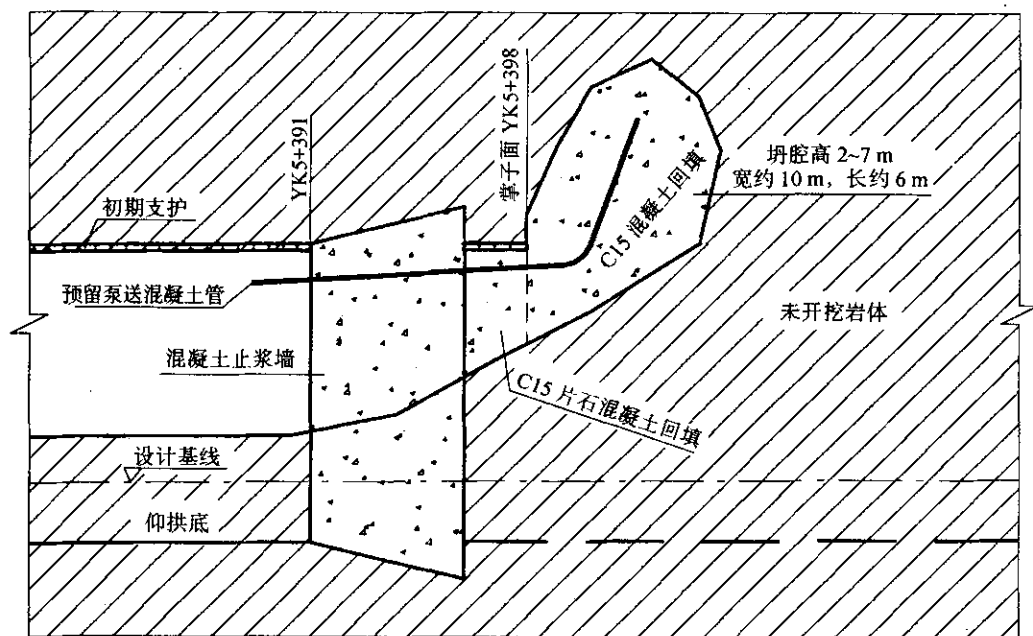 YK5+391
掌子面 YK5+398
坍腔高 2~7 m
宽约 10 m，长约 6 m
初期支护
C15 混凝土回填
预留泵送混凝土管
未开挖岩体
混凝土止浆墙
C15 片石混凝土回填
设计基线
仰拱底